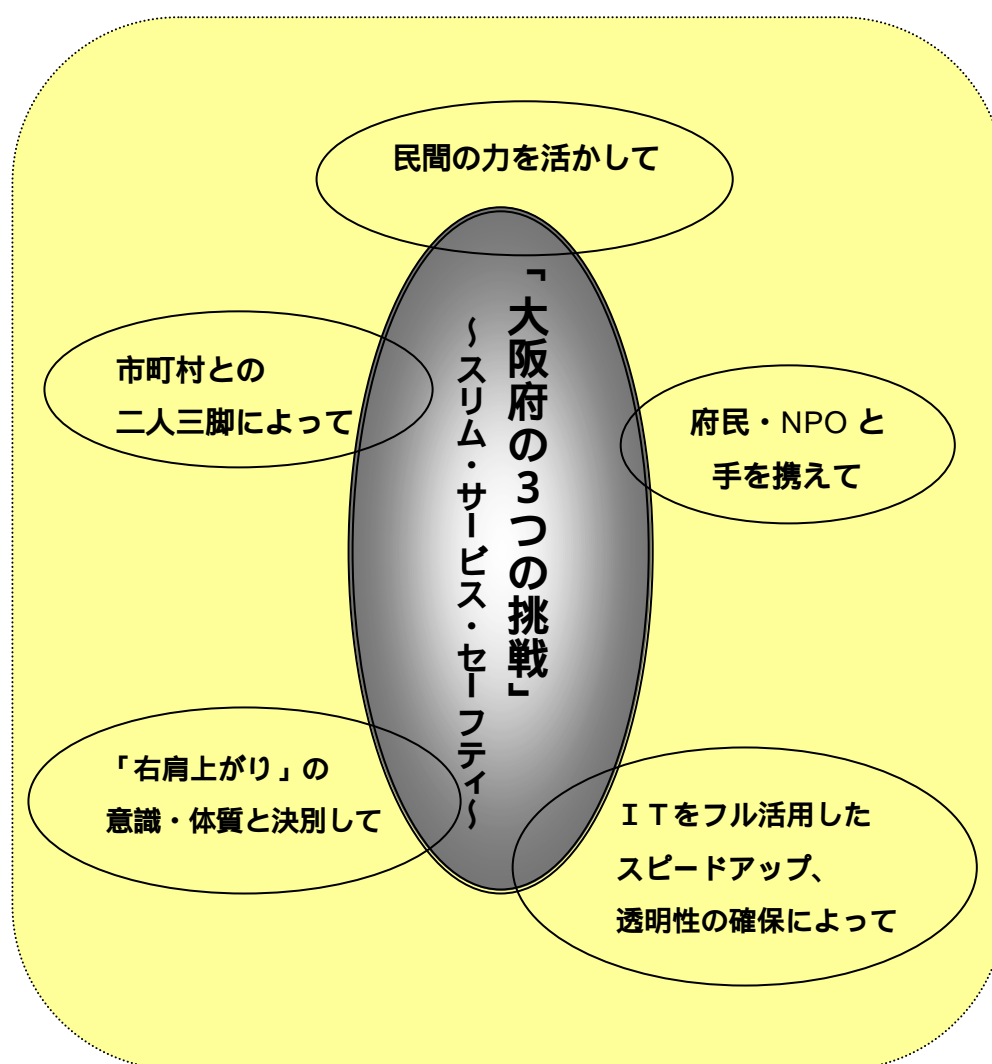 民間の力を活かして
「大阪府の３つの挑戦」
～スリム・サービス・セーフティ～
市町村との
二人三脚によって
府民・NPO と
手を携えて
「右肩上がり」の
意識・体質と決別して
ＩＴをフル活用した
スピードアップ、
透明性の確保によって